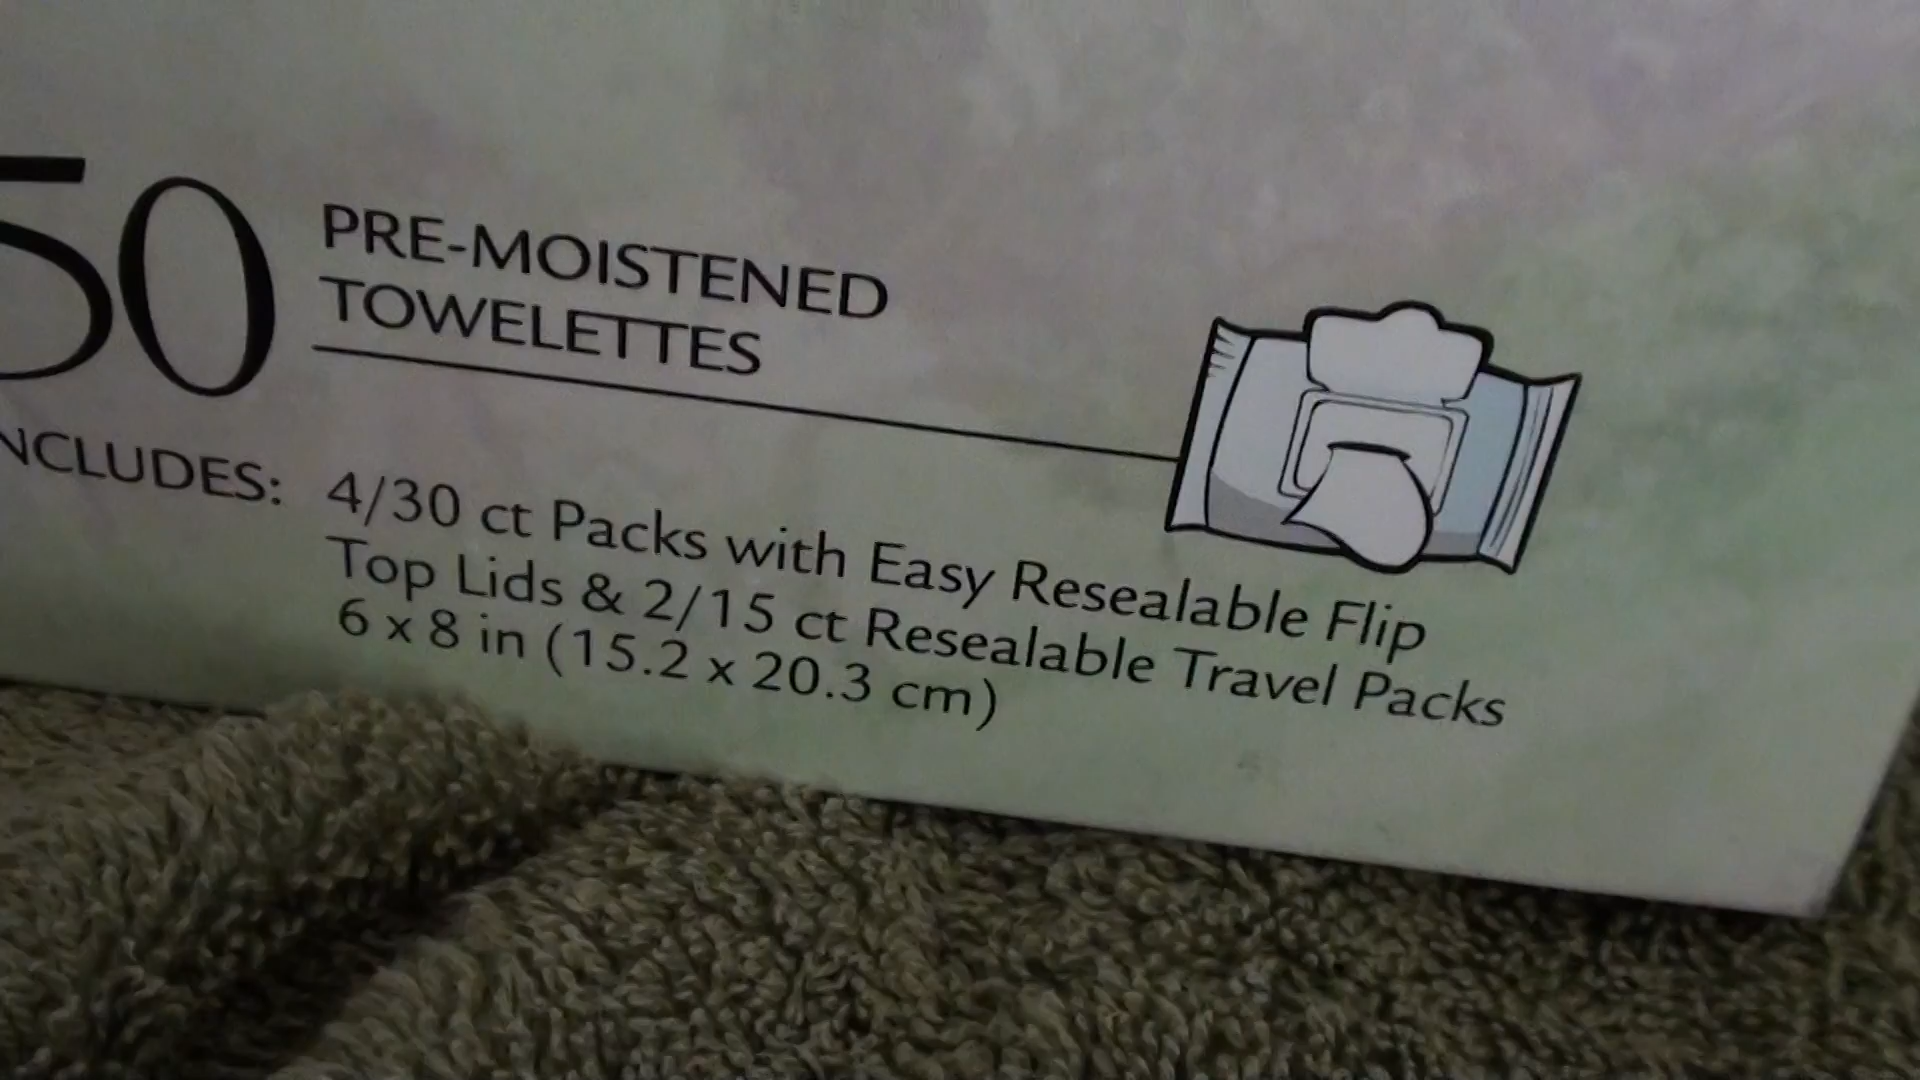 50
PRE-MOISTENED
TOWELETTES
NCLUDES: 4/30 ct Packs with Easy Resealable Flip
Top Lids & 2/15 ct Resealable Travel Packs
6 x 8 in (15.2 x 20.3 cm)